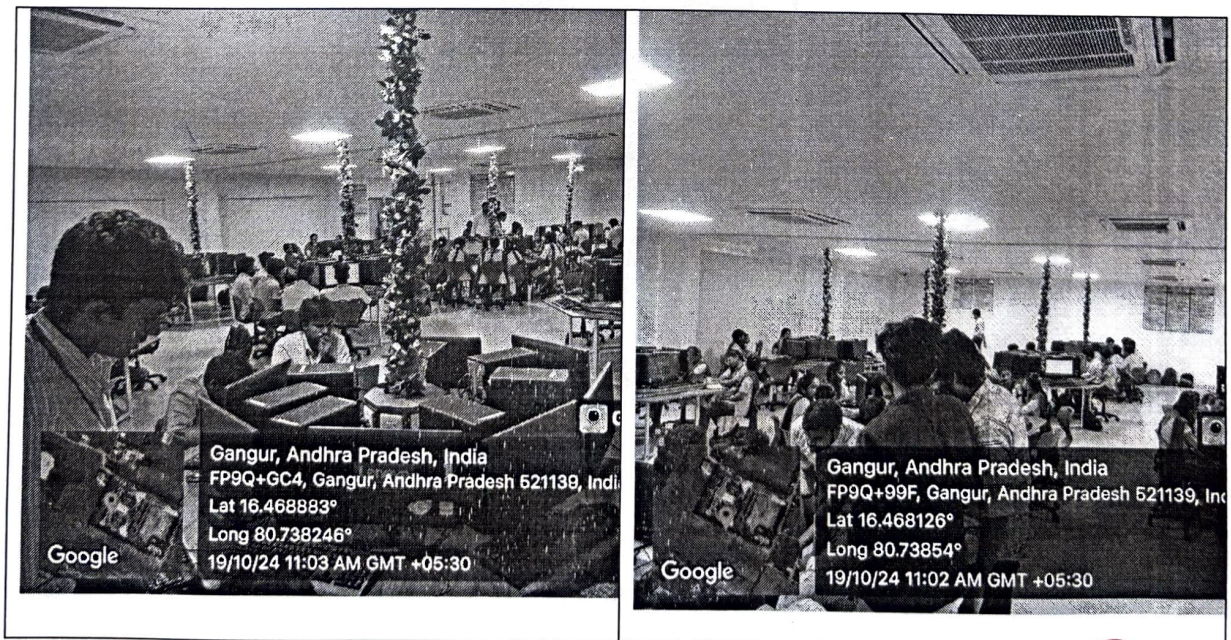 Gangur, Andhra Pradesh, India
FP9Q+GC4, Gangur, Andhra Pradesh 521139, Indi
Lat 16.468883°
Long 80.738246°
19/10/24 11:03 AM GMT +05:30
Google
Gangur, Andhra Pradesh, India
FP9Q+99F, Gangur, Andhra Pradesh 521139, Inc
Lat 16.468126°
Long 80.73854°
19/10/24 11:02 AM GMT +05:30
Google